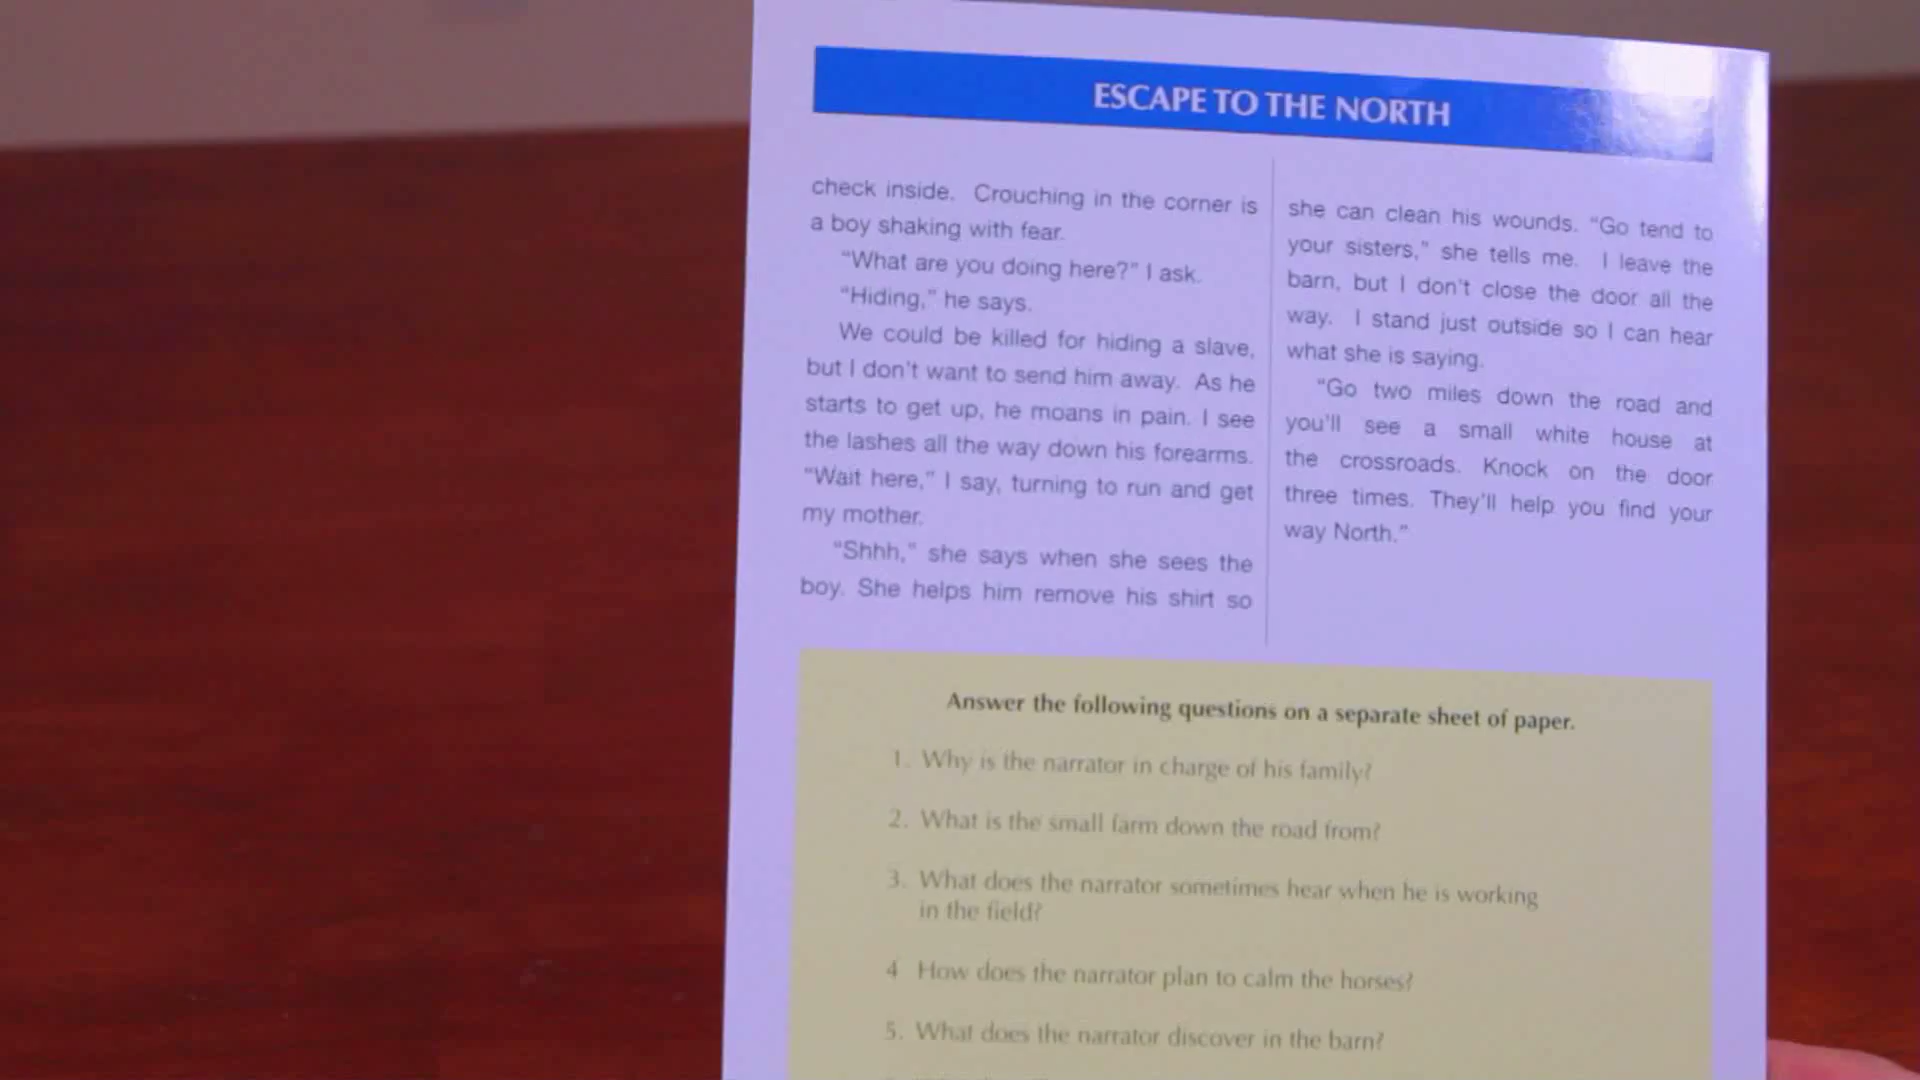 ESCAPE TO THE NORTH
check inside. Crouching in the corner is
a boy shaking with fear.
“What are you doing here?” I ask.
“Hiding,” he says.
We could be killed for hiding a slave,
but I don’t want to send him away. As he
starts to get up, he moans in pain. I see
the lashes all the way down his forearms.
“Wait here,” I say, turning to run and get
my mother.
“Shhh,” she says when she sees the
boy. She helps him remove his shirt so
she can clean his wounds. “Go tend to
your sisters,” she tells me. I leave the
barn, but I don’t close the door all the
way. I stand just outside so I can hear
what she is saying.
“Go two miles down the road and
you’ll see a small white house at
the crossroads. Knock on the door
three times. They’ll help you find your
way North.”
Answer the following questions on a separate sheet of paper.
1. Why is the narrator in charge of his family?
2. What is the small farm down the road from?
3. What does the narrator sometimes hear when he is working
in the field?
4 How does the narrator plan to calm the horses?
5. What does the narrator discover in the barn?